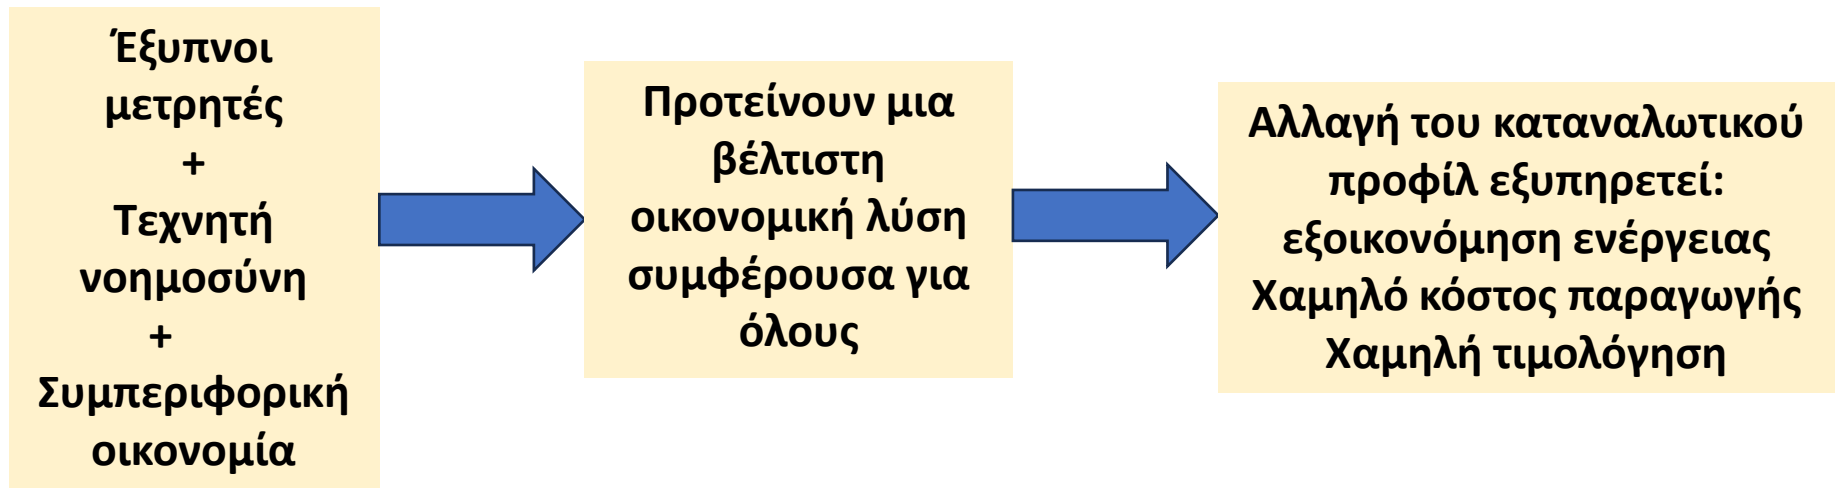 Έξυπνοι
μετρητές
+
Τεχνητή
νοημοσύνη
+
Συμπεριφορική
οικονομία
Προτείνουν μια
βέλτιστη
οικονομική λύση
συμφέρουσα για
όλους
Αλλαγή του καταναλωτικού
προφίλ εξυπηρετεί:
εξοικονόμηση ενέργειας
Χαμηλό κόστος παραγωγής
Χαμηλή τιμολόγηση